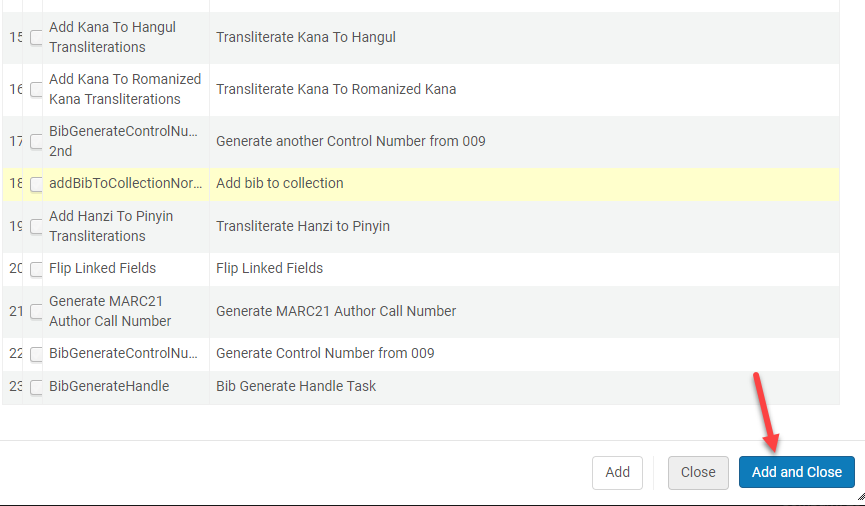 15 Add Kana To Hangul Transliterate Kana To Hangul
Transliterations
16 Add Kana To Romanized Transliterate Kana To Romanized Kana
Kana Transliterations
17 BibGenerateControlNu... Generate another Control Number from 009
2nd
18 addBibToCollectionNor... Add bib to collection
19 Add Hanzi To Pinyin Transliterate Hanzi to Pinyin
Transliterations
20 Flip Linked Fields Flip Linked Fields
21 Generate MARC21 Generate MARC21 Author Call Number
Author Call Number
22 BibGenerateControlNu... Generate Control Number from 009
23 BibGenerateHandle Bib Generate Handle Task
Add Close Add and Close